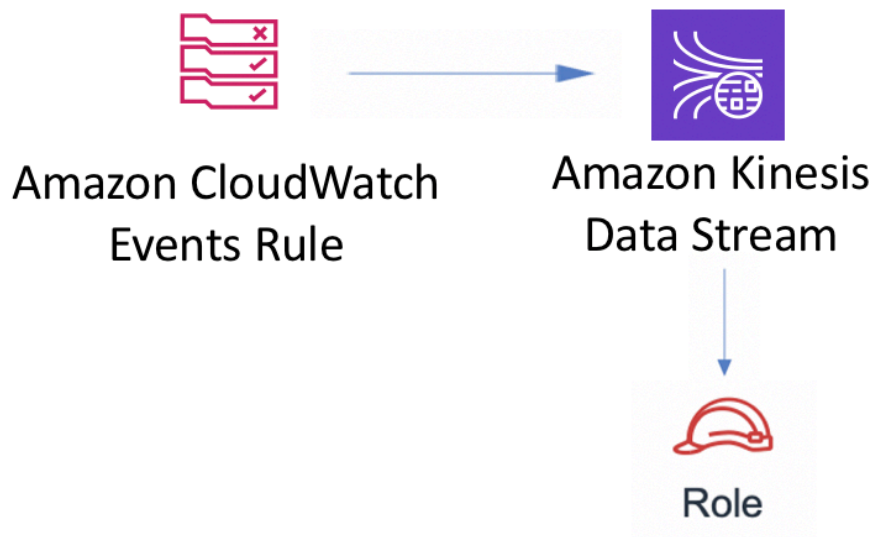 Amazon CloudWatch
Events Rule
Amazon Kinesis
Data Stream
Role